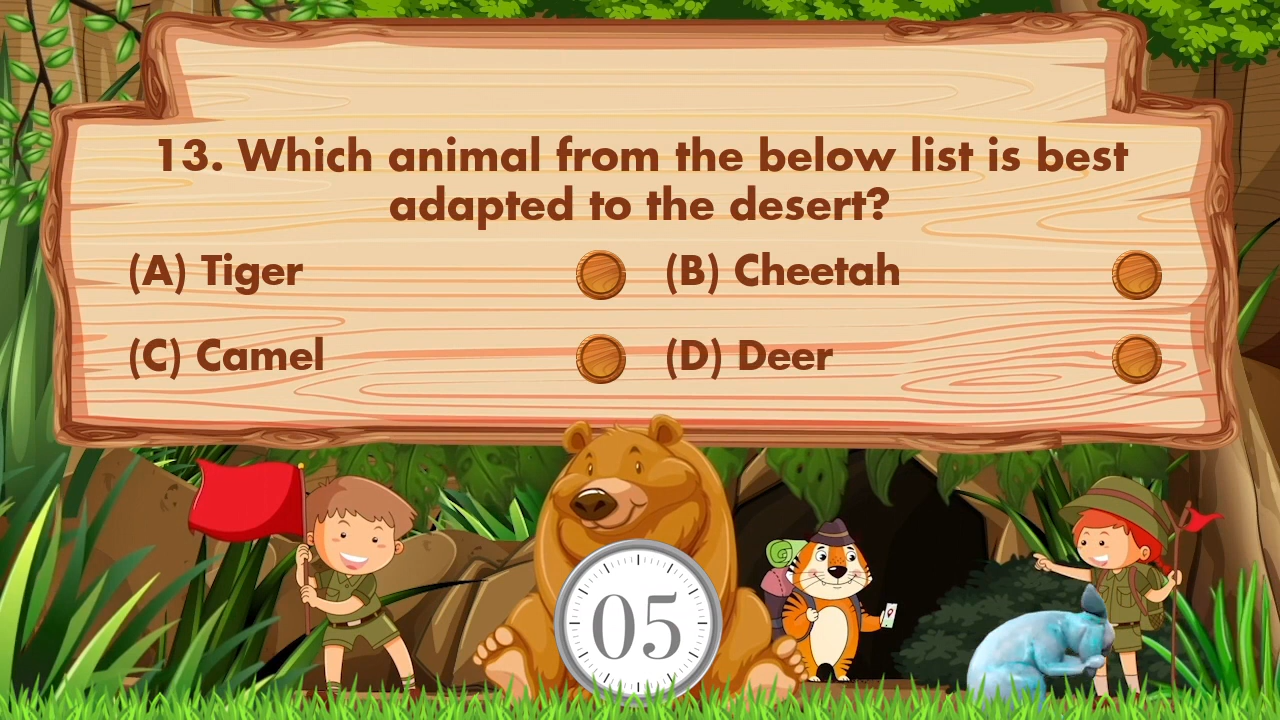 13. Which animal from the below list is best
adapted to the desert?
(A) Tiger
(B) Cheetah
(C) Camel
(D) Deer
05